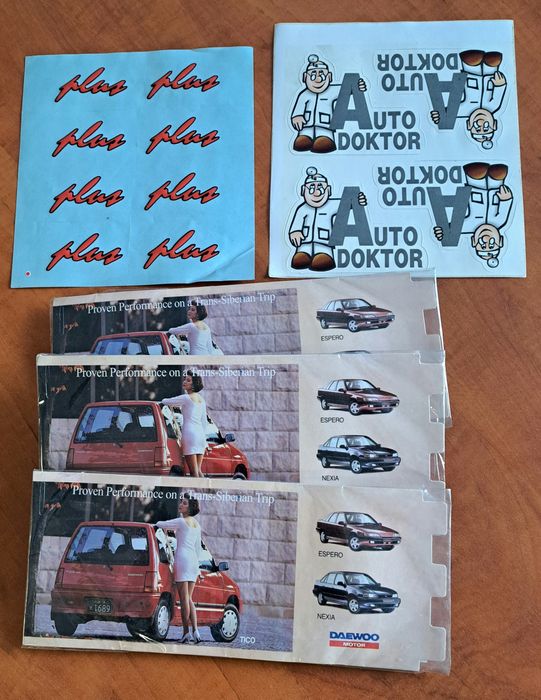 plus plus
plus plus
plus plus
plus plus
AUTO
DOKTOR
AUTO
DOKTOR
AUTO
DOKTOR
AUTO
DOKTOR
Proven Performance on a Trans-Siberian Trip
ESPERO
Proven Performance on a Trans-Siberian Trip
ESPERO
NEXIA
Proven Performance on a Trans-Siberian Trip
ESPERO
NEXIA
1689
TICO
DAEWOO
MOTOR